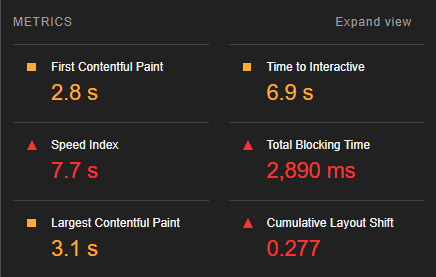 METRICS
Expand view
First Contentful Paint
2.8 s
Time to Interactive
6.9 s
Speed Index
7.7 s
Total Blocking Time
2,890 ms
Largest Contentful Paint
3.1 s
Cumulative Layout Shift
0.277